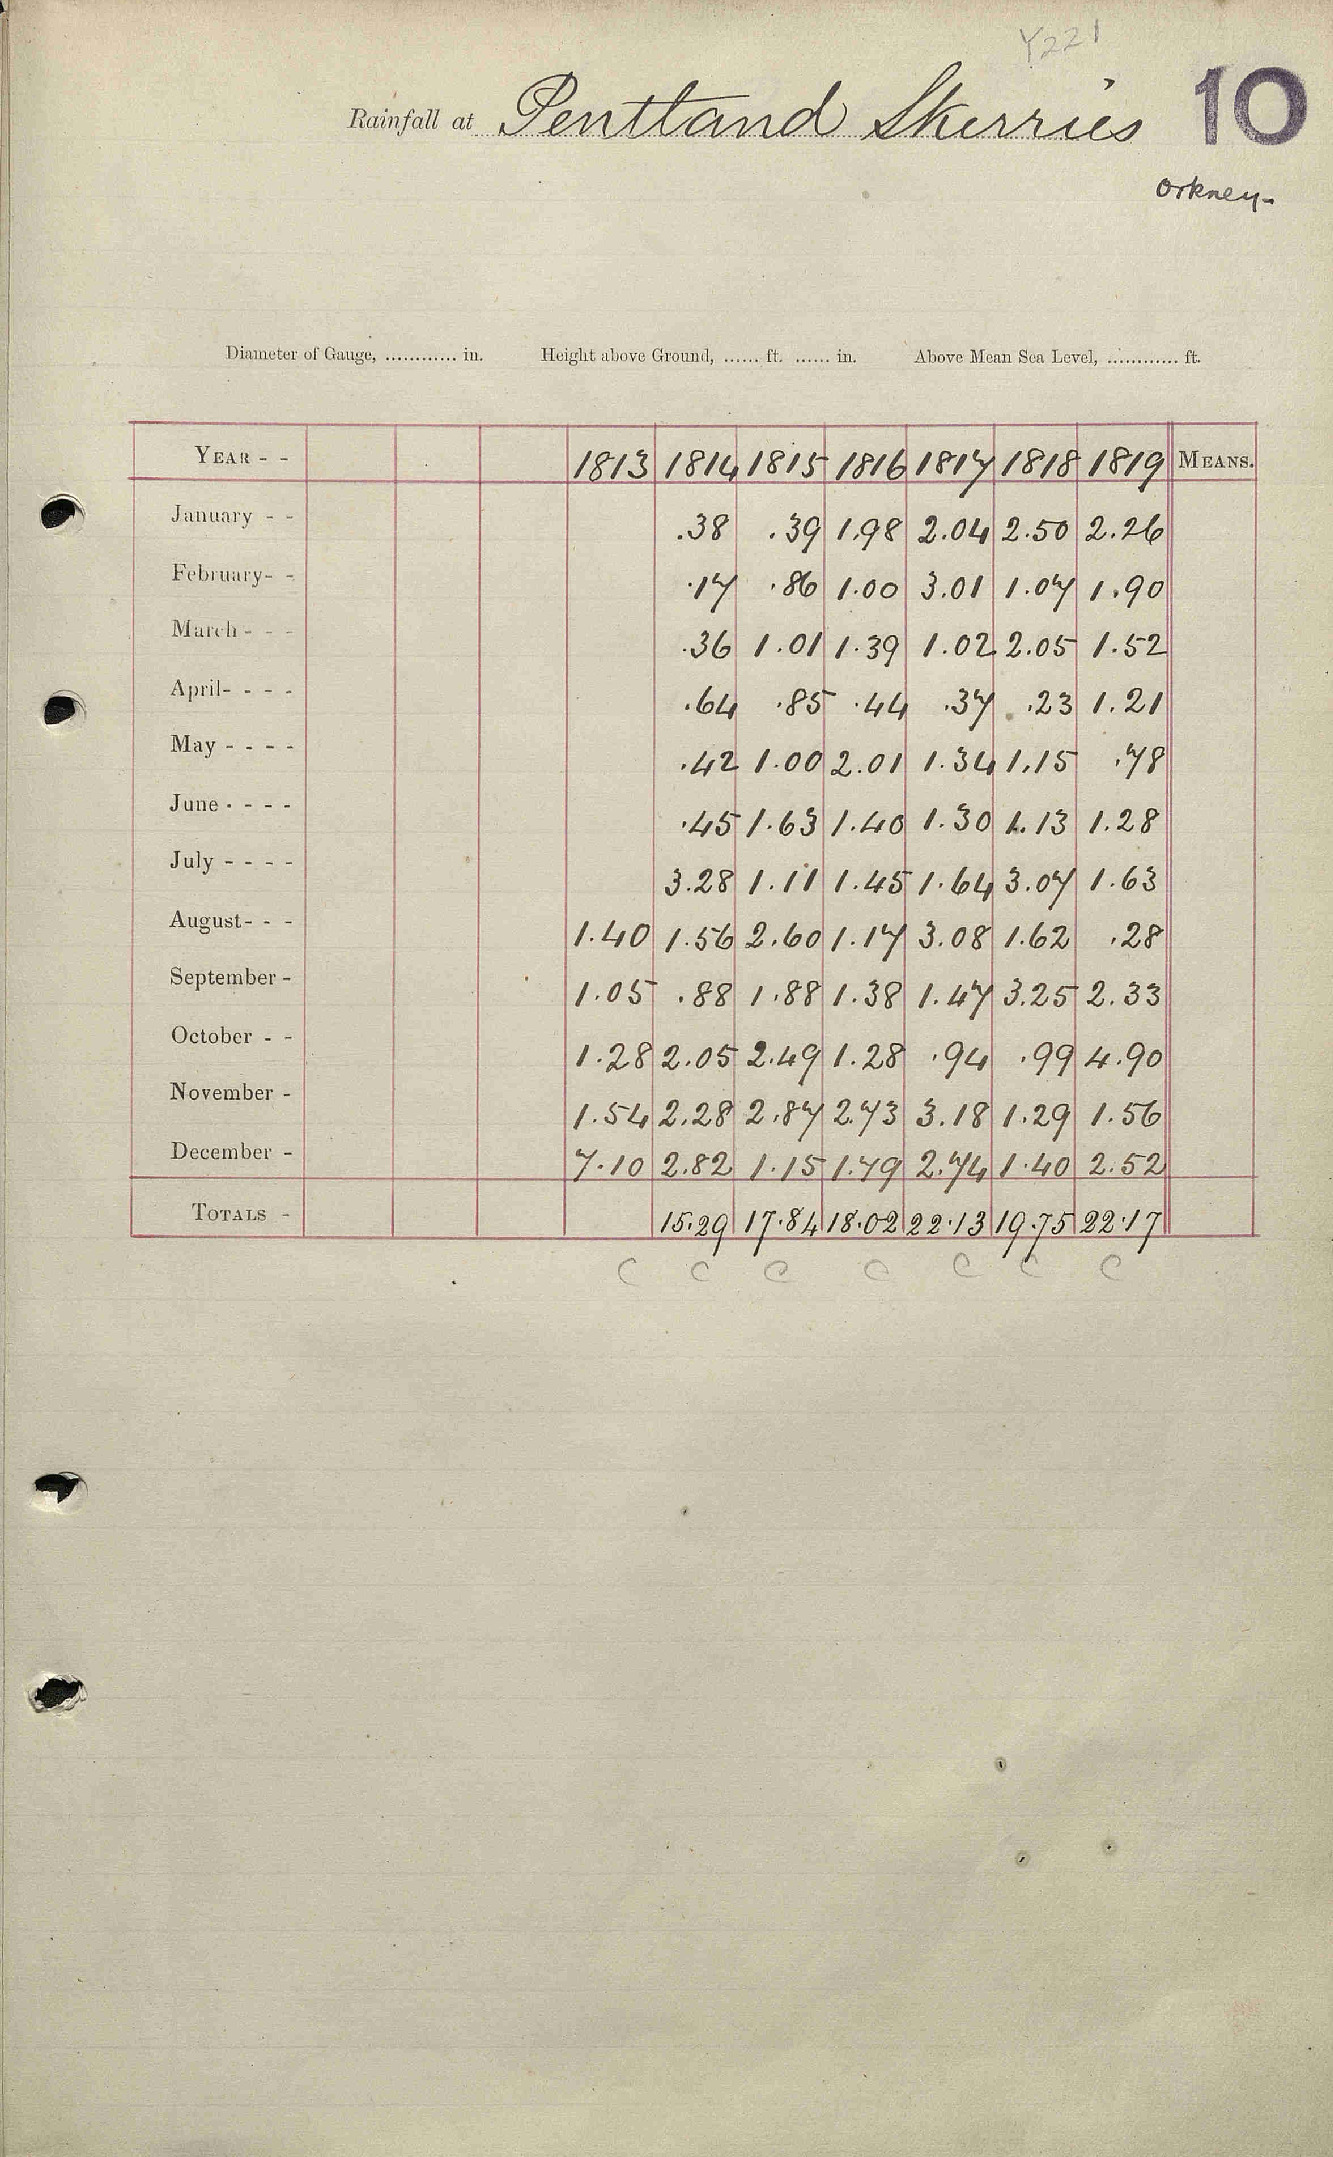 Y221
Rainfall at Pentland Skerries 10
Orkney-
Diameter of Gauge, ............ in. Height above Ground, ...... ft. ...... in. Above Mean Sea Level, ............ ft.
YEAR - - 1813 1814 1815 1816 1817 1818 1819 MEANS.
January - - .38 .39 1.98 2.04 2.50 2.26
February- - .17 .86 1.00 3.01 1.07 1.90
March - - - .36 1.01 1.39 1.02 2.05 1.52
April- - - - .64 .85 .44 .37 .23 1.21
May - - - - .42 1.00 2.01 1.34 1.15 .78
June - - - - .45 1.63 1.40 1.30 1.13 1.28
July - - - - 3.28 1.11 1.45 1.64 3.07 1.63
August- - - 1.40 1.56 2.60 1.17 3.08 1.62 .28
September - 1.05 .88 1.88 1.38 1.47 3.25 2.33
October - - 1.28 2.05 2.49 1.28 .94 .99 4.90
November - 1.54 2.28 2.87 2.73 3.18 1.29 1.56
December - 7.10 2.82 1.15 1.79 2.74 1.40 2.52
TOTALS - 15.29 17.84 18.02 22.13 19.75 22.17
C C C C C C C